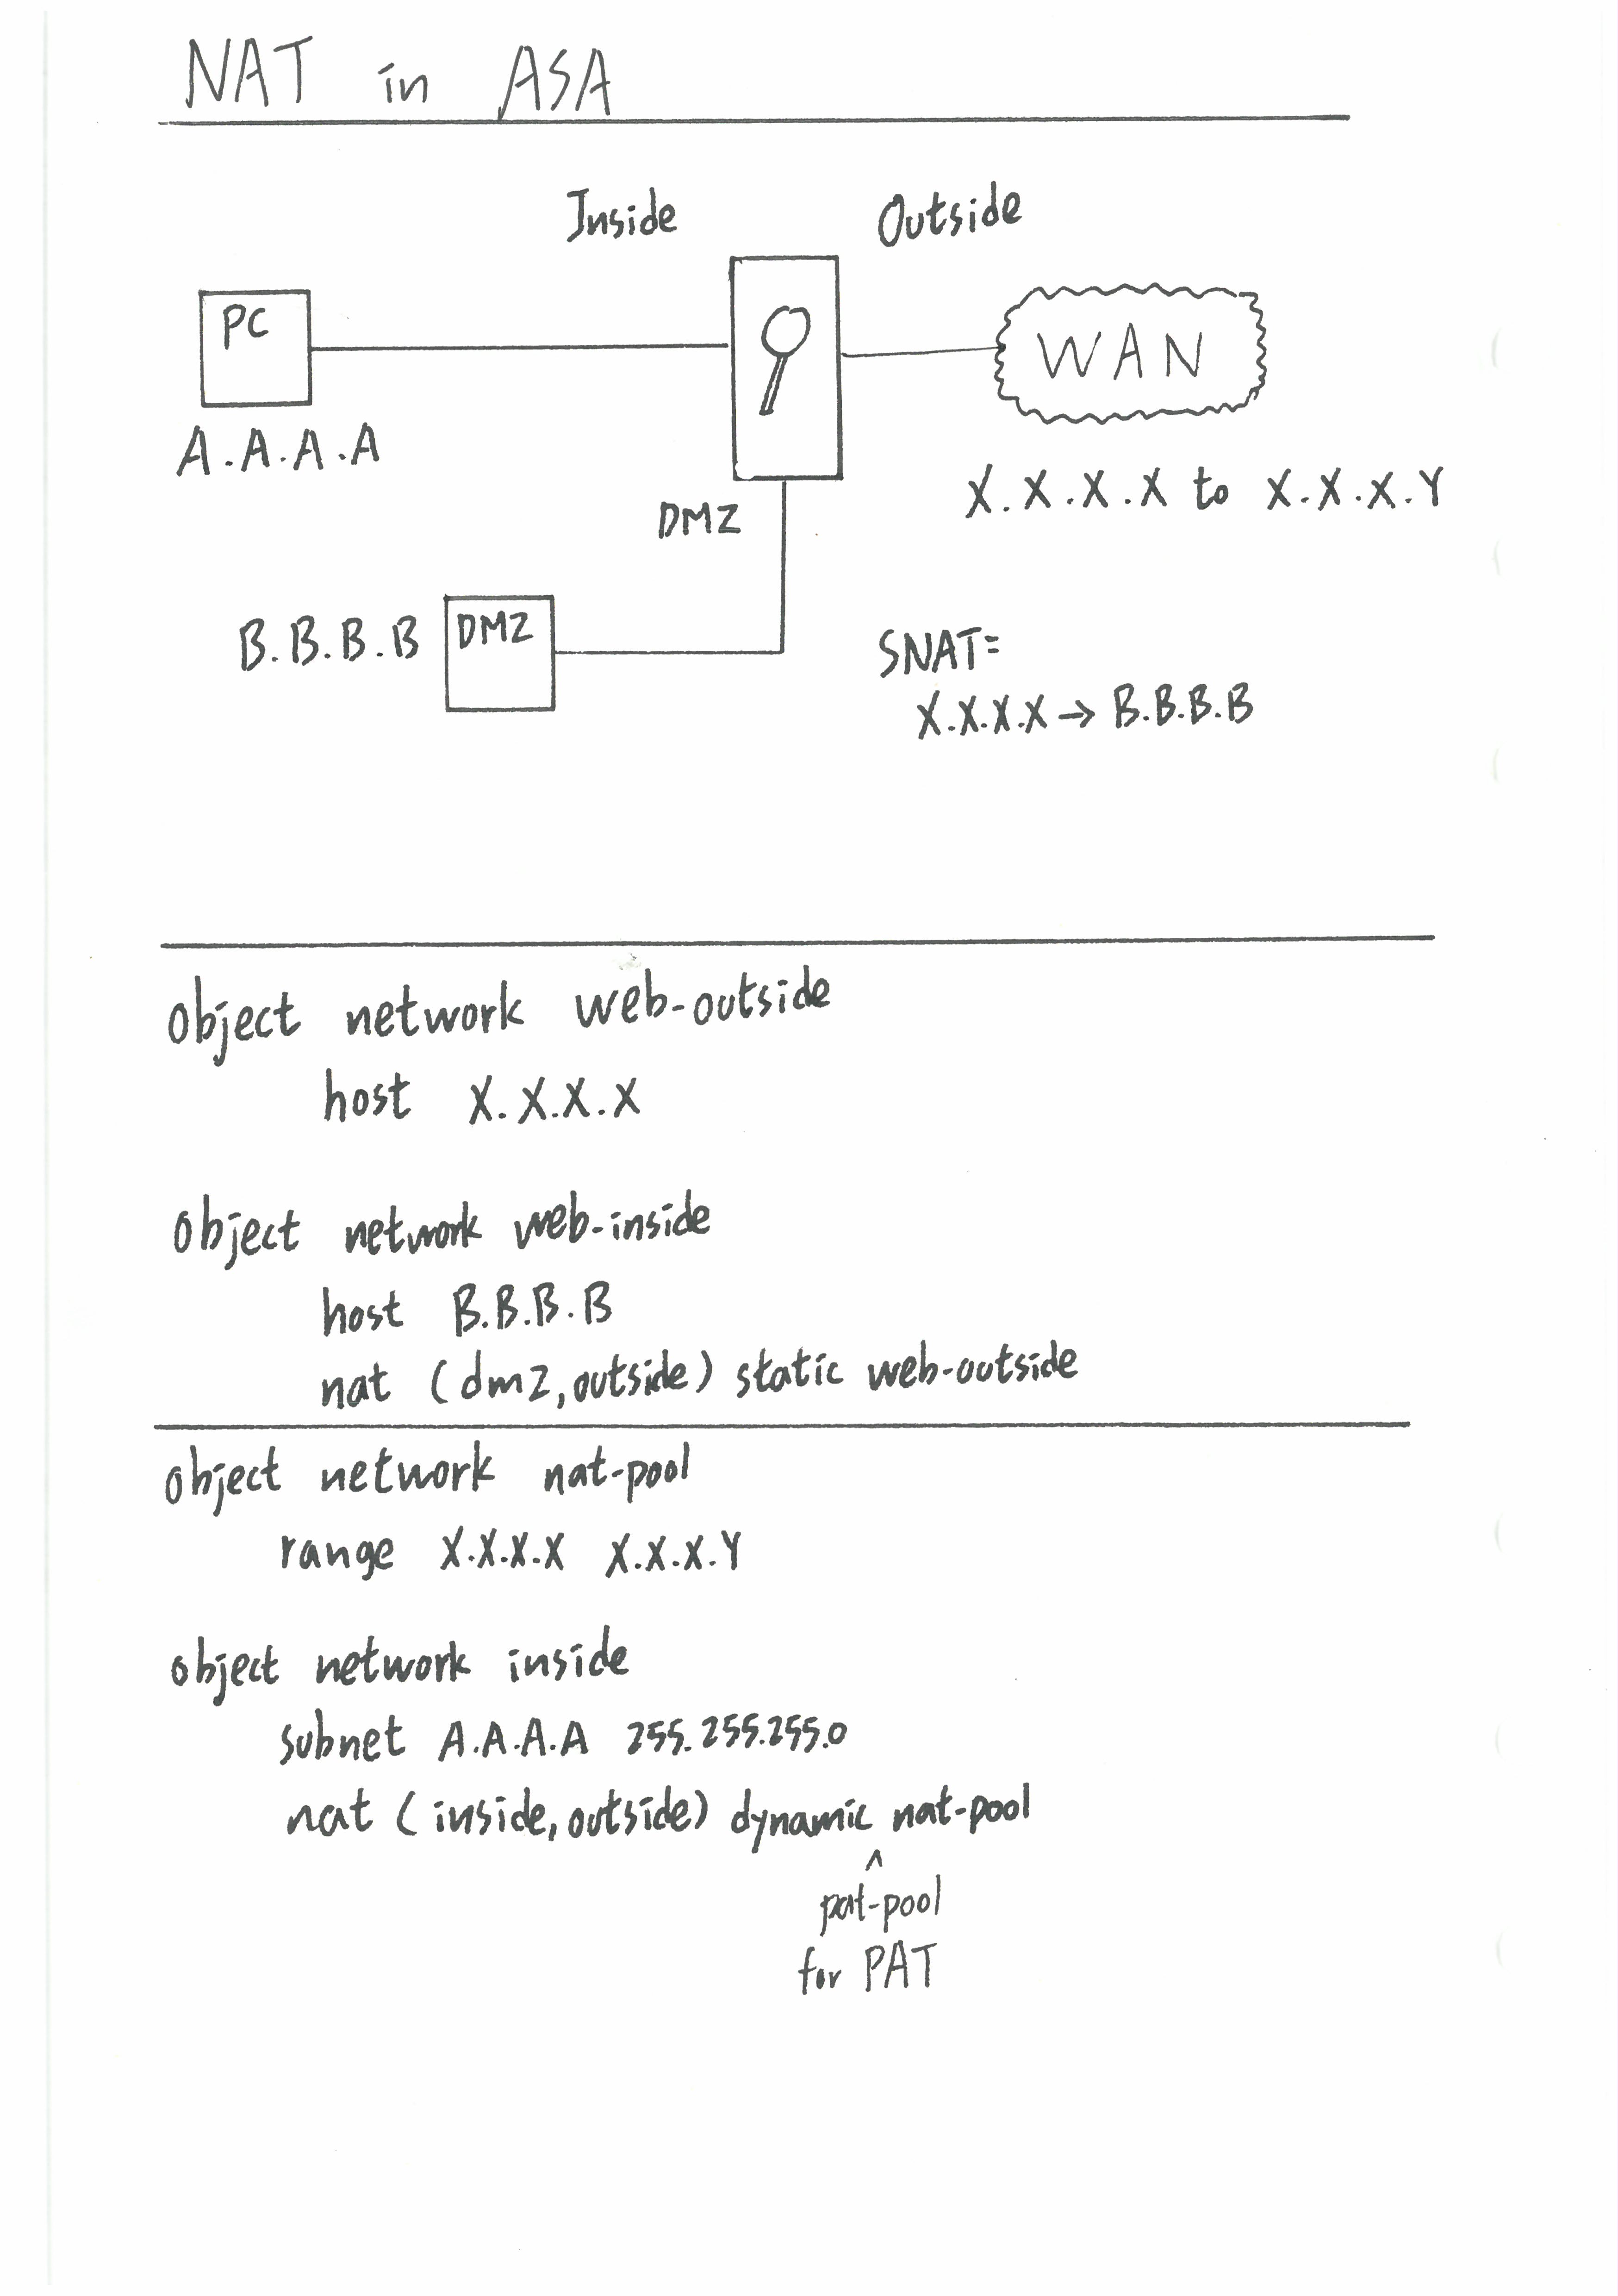 NAT in ASA
Inside Outside
PC
WAN
A.A.A.A
X.X.X.X to X.X.X.Y
DMZ
B.B.B.B DMZ
SNAT=
X.X.X.X → B.B.B.B
object network web-outside
host X.X.X.X
object network web-inside
host B.B.B.B
nat (dmz,outside) static web-outside
object network nat-pool
range X.X.X.X X.X.X.Y
object network inside
subnet A.A.A.A 255.255.255.0
nat (inside,outside) dynamic nat-pool
^
pat-pool
for PAT